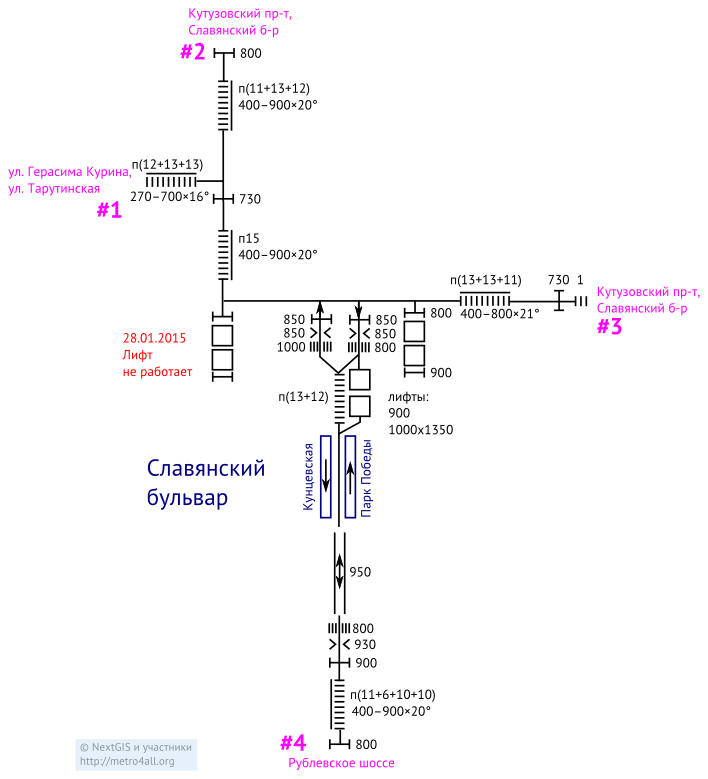 Кутузовский пр-т,
Славянский б-р
#2
800
п(11+13+12)
400–900×20°
ул. Герасима Курина,
ул. Тарутинская
#1
п(12+13+13)
270–700×16°
730
п15
400–900×20°
п(13+13+11)
400–800×21°
730 1
Кутузовский пр-т,
Славянский б-р
#3
28.01.2015
Лифт
не работает
850
850
1000
850
850
800
800
900
п(13+12)
лифты:
900
1000x1350
Славянский
бульвар
Кунцевская
Парк Победы
950
800
930
900
п(11+6+10+10)
400–900×20°
#4
800
Рублевское шоссе
© NextGIS и участники
http://metro4all.org